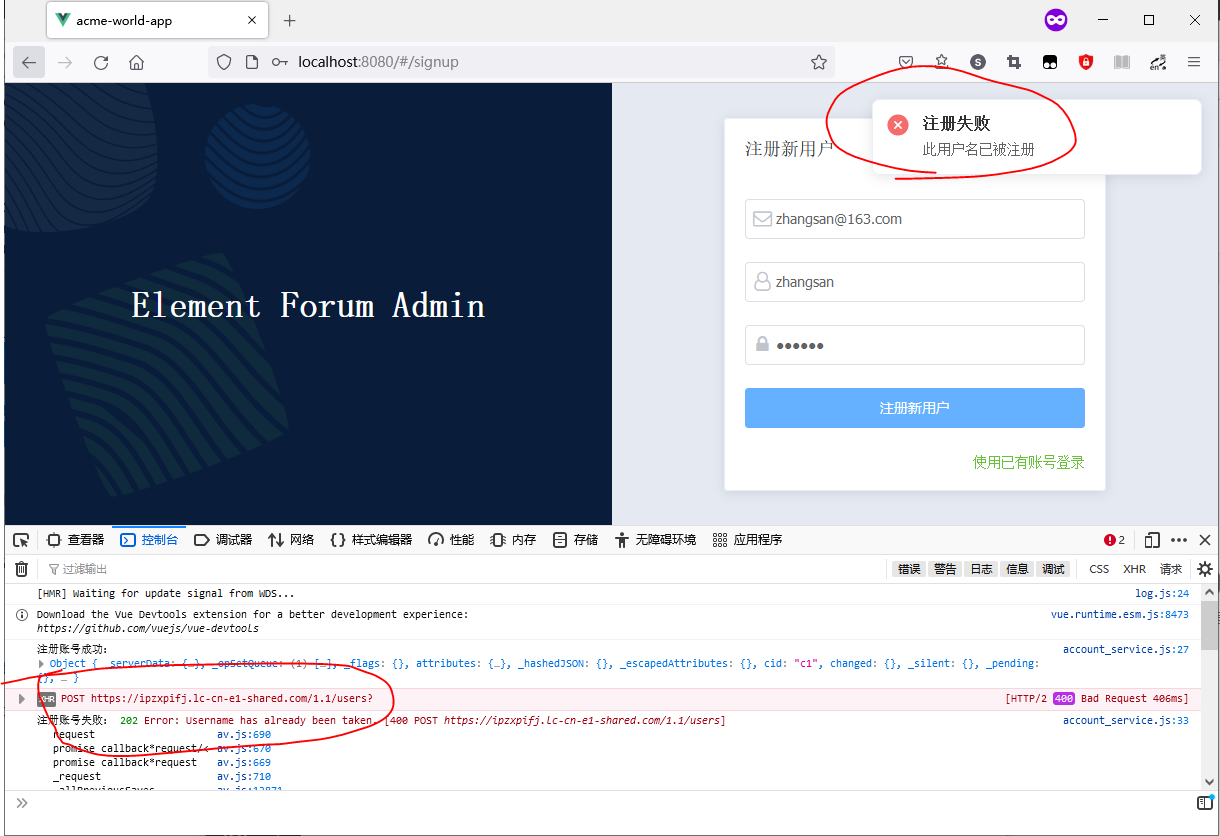 acme-world-app
localhost:8080/#/signup
Element Forum Admin
注册新用户
注册失败
此用户名已被注册
zhangsan@163.com
zhangsan
注册新用户
使用已有账号登录
查看器 控制台 调试器 网络 样式编辑器 性能 内存 存储 无障碍环境 应用程序 2
过滤输出 错误 警告 日志 信息 调试 CSS XHR 请求
[HMR] Waiting for update signal from WDS... log.js:24
Download the Vue Devtools extension for a better development experience: vue.runtime.esm.js:8473
https://github.com/vuejs/vue-devtools
注册账号成功: account_service.js:27
Object { _serverData: {…}, _opSetQueue: (1) […], _flags: {}, attributes: {…}, _hashedJSON: {}, _escapedAttributes: {}, cid: "c1", changed: {}, _silent: {}, _pending:
{}, … }
XHR POST https://ipzxpifj.lc-cn-e1-shared.com/1.1/users? [HTTP/2 400 Bad Request 406ms]
注册账号失败: 202 Error: Username has already been taken. [400 POST https://ipzxpifj.lc-cn-e1-shared.com/1.1/users] account_service.js:33
request av.js:690
promise callback*request/< av.js:670
promise callback*request av.js:669
_request av.js:710